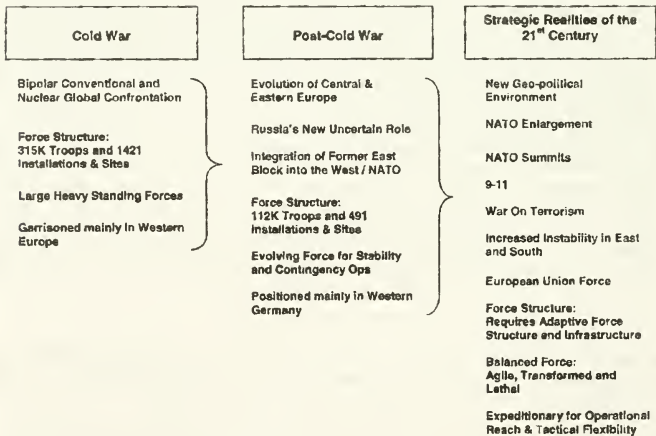 Cold War
Bipolar Conventional and
Nuclear Global Confrontation
Force Structure:
315K Troops and 1421
Installations & Sites
Large Heavy Standing Forces
Garrisoned mainly in Western
Europe
Post-Cold War
Evolution of Central &
Eastern Europe
Russia's New Uncertain Role
Integration of Former East
Block into the West / NATO
Force Structure:
112K Troops and 491
Installations & Sites
Evolving Force for Stability
and Contingency Ops
Positioned mainly in Western
Germany
Strategic Realities of the
21st Century
New Geo-political
Environment
NATO Enlargement
NATO Summits
9-11
War On Terrorism
Increased Instability in East
and South
European Union Force
Force Structure:
Requires Adaptive Force
Structure and Infrastructure
Balanced Force:
Agile, Transformed and
Lethal
Expeditionary for Operational
Reach & Tactical Flexibility